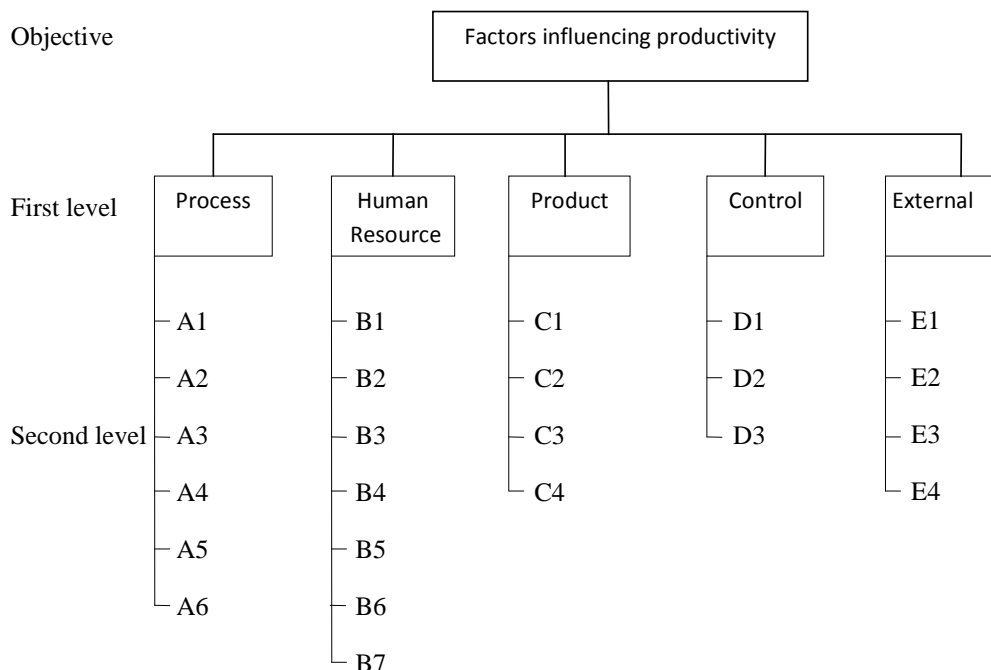 Objective
Factors influencing productivity
First level
Process
Human
Resource
Product
Control
External
A1
B1
C1
D1
E1
A2
B2
C2
D2
E2
Second level
A3
B3
C3
D3
E3
A4
B4
C4
E4
A5
B5
A6
B6
B7